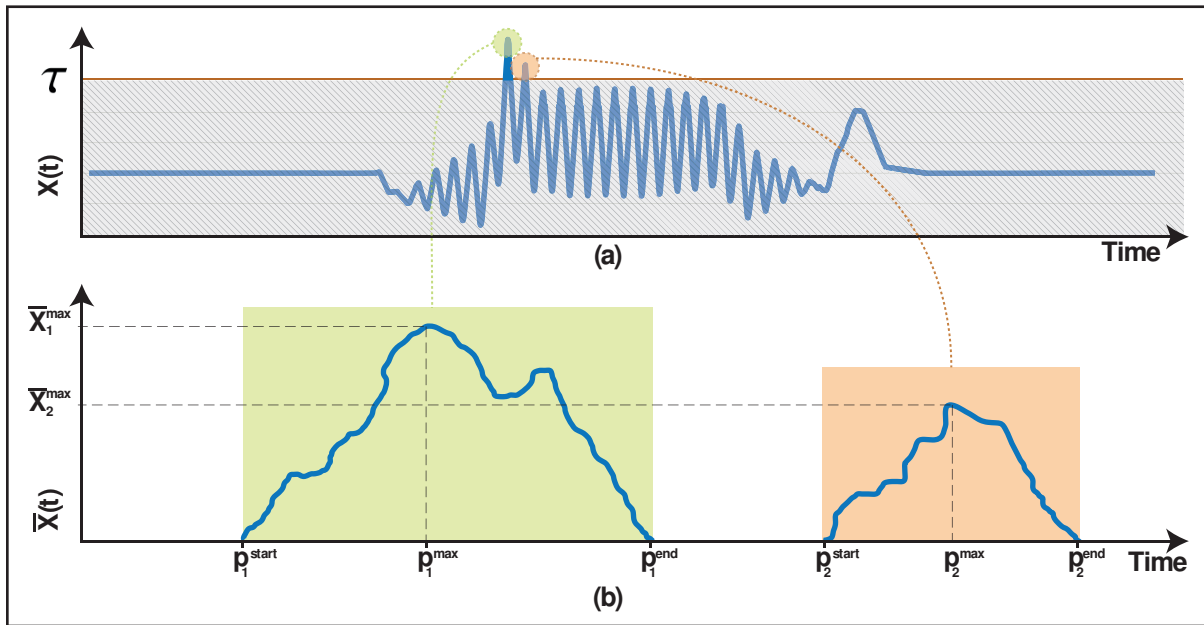 τ
X(t)
Time
(a)
X̅₁ᵐᵃˣ
X̅₂ᵐᵃˣ
X̅(t)
p₁ˢᵗᵃʳᵗ p₁ᵐᵃˣ p₁ᵉⁿᵈ p₂ˢᵗᵃʳᵗ p₂ᵐᵃˣ p₂ᵉⁿᵈ Time
(b)